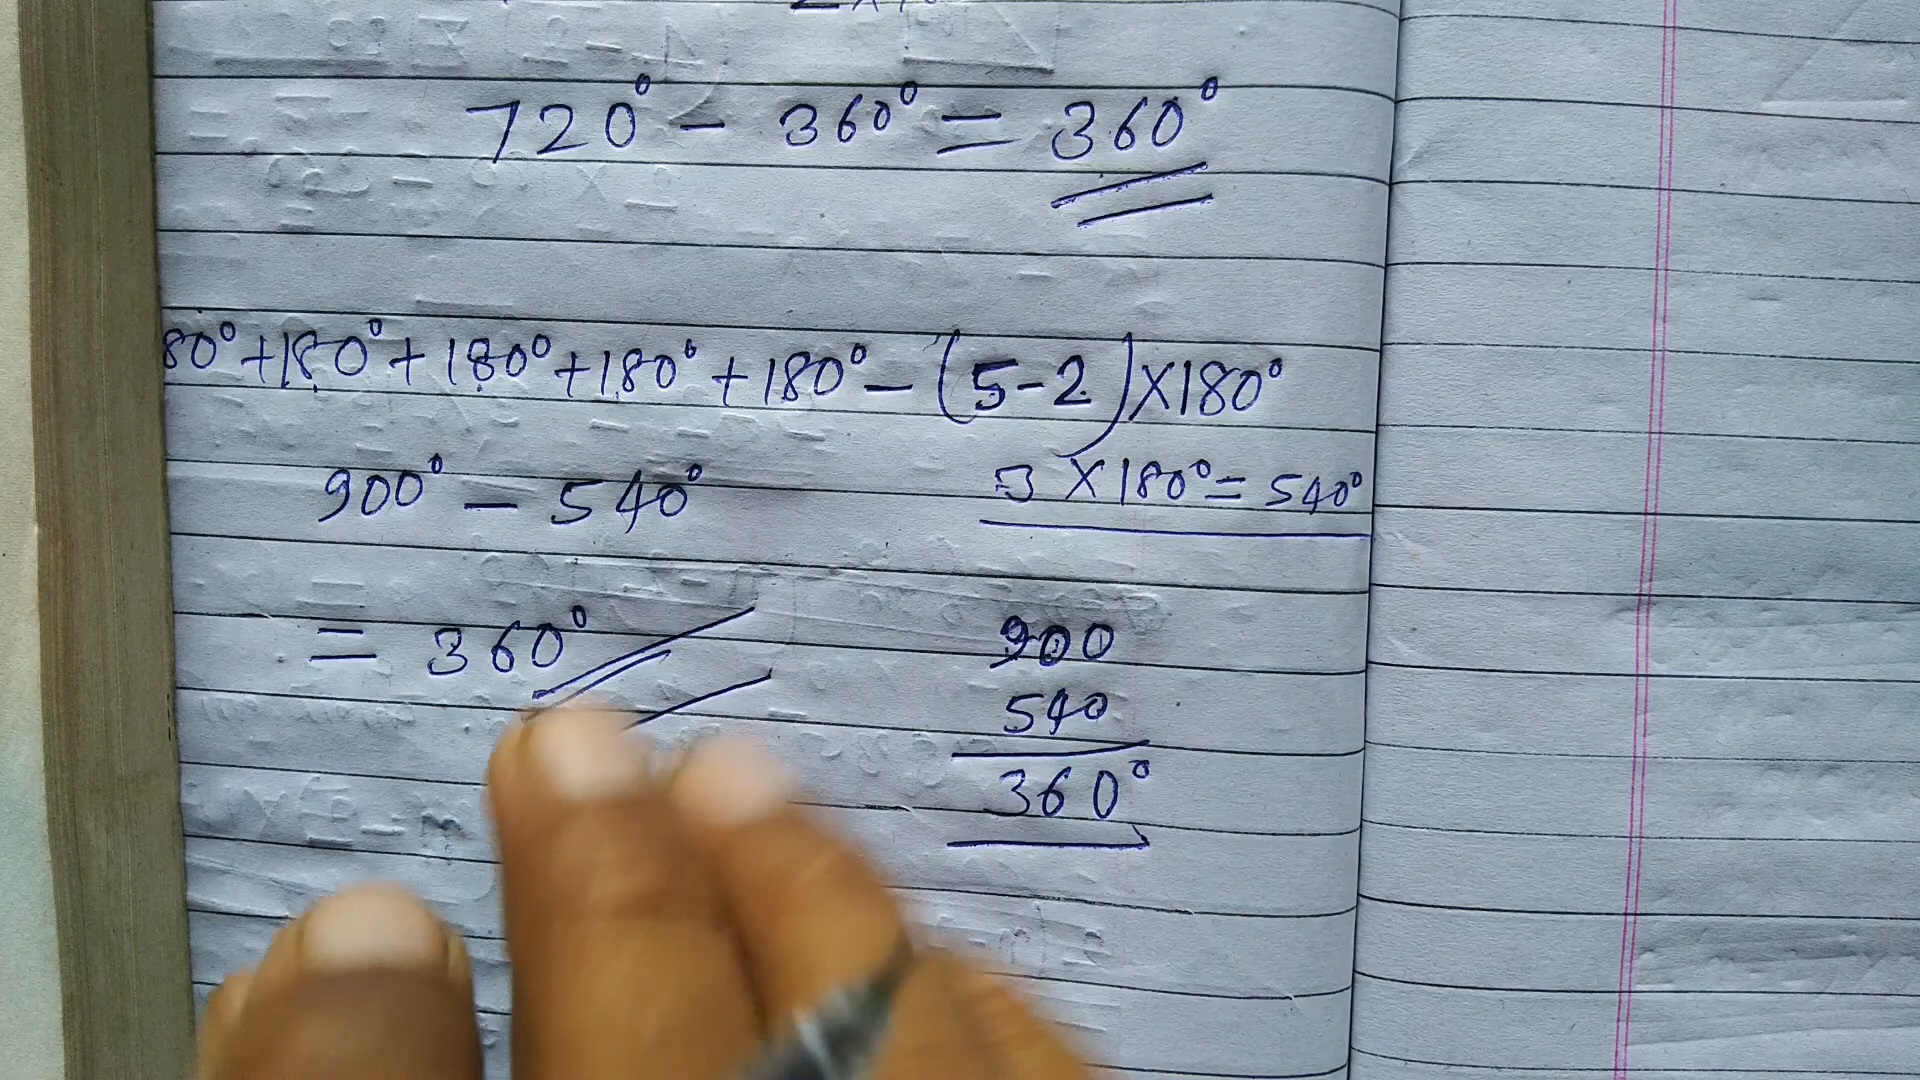 720° - 360° = 360°
80° + 180° + 180° + 180° + 180° - (5-2) × 180°
900° - 540°
3 × 180° = 540°
= 360°
900
540
360°